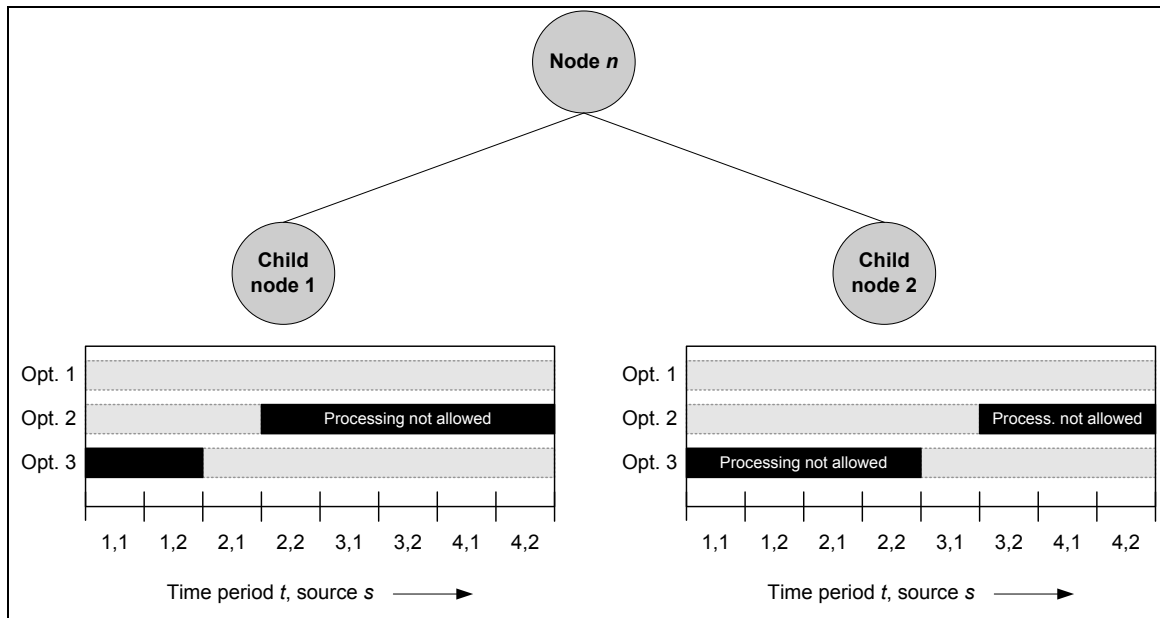 Node n
Child
node 1
Child
node 2
Opt. 1
Opt. 2
Processing not allowed
Opt. 3
1,1 1,2 2,1 2,2 3,1 3,2 4,1 4,2
Time period t, source s
Opt. 1
Opt. 2
Process. not allowed
Opt. 3
Processing not allowed
1,1 1,2 2,1 2,2 3,1 3,2 4,1 4,2
Time period t, source s